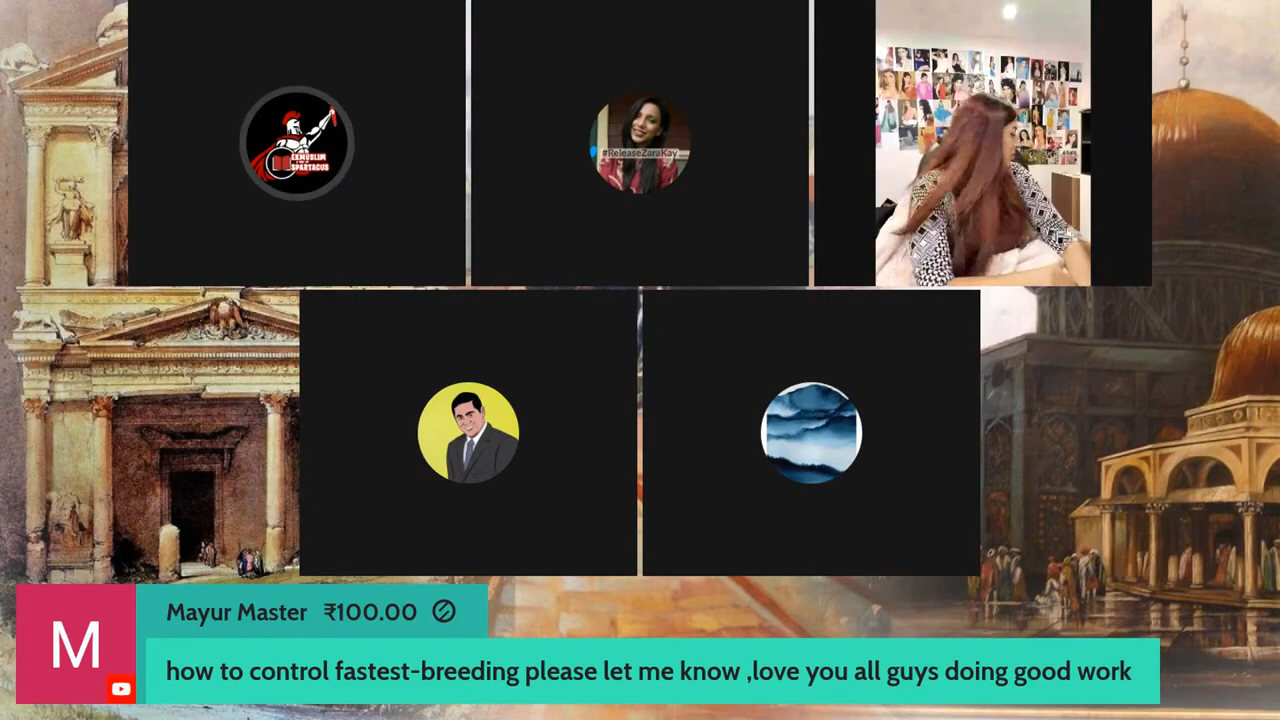 EXMUSLIM
SPARTACUS
#ReleaseZaraKay
M
Mayur Master ₹100.00
how to control fastest-breeding please let me know ,love you all guys doing good work